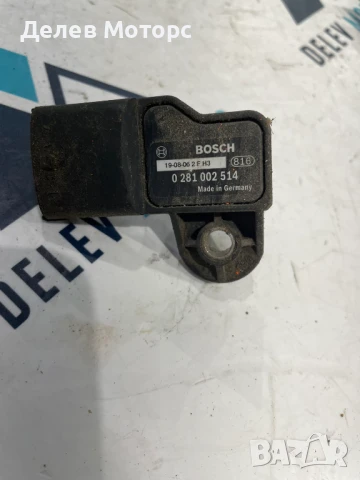 Делев Моторс
DELEV M
BOSCH
19-08-06 2 F H3
816
0 281 002 514
Made in Germany
DELEV
BAZAR